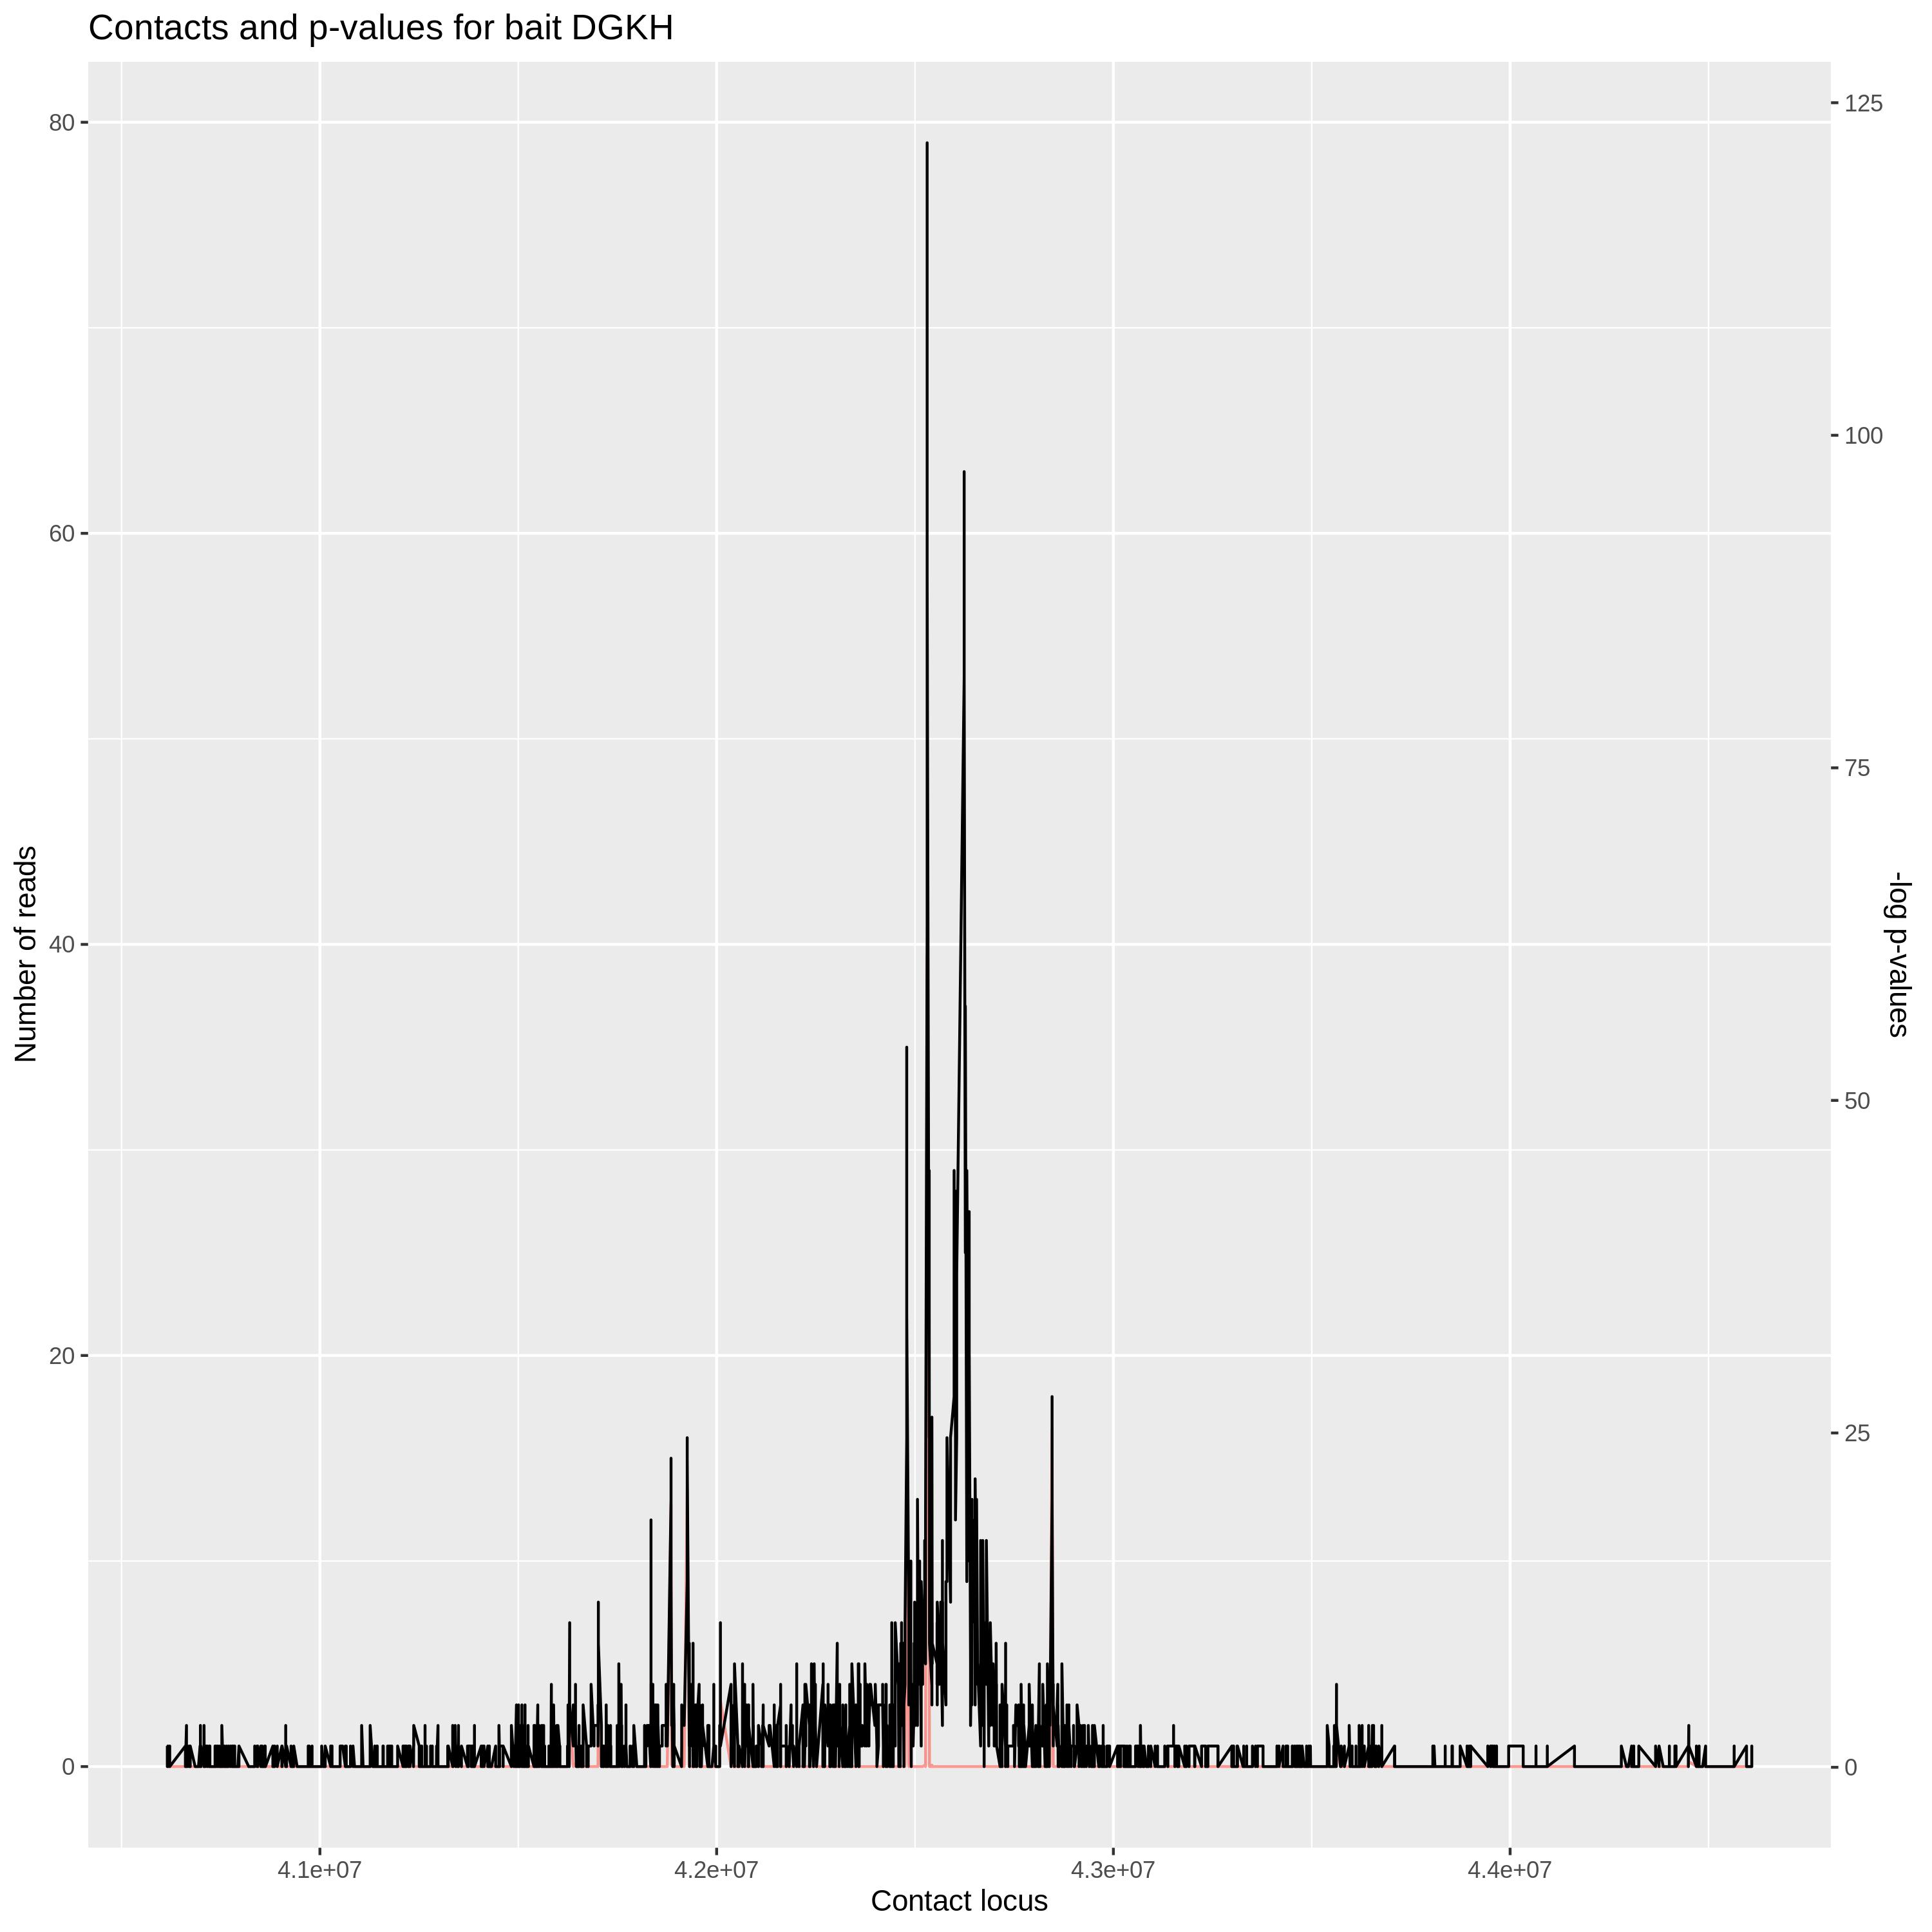 Contacts and p-values for bait DGKH
80
60
40
20
0
Number of reads
125
100
75
50
25
0
-log p-values
4.1e+07
4.2e+07
4.3e+07
4.4e+07
Contact locus